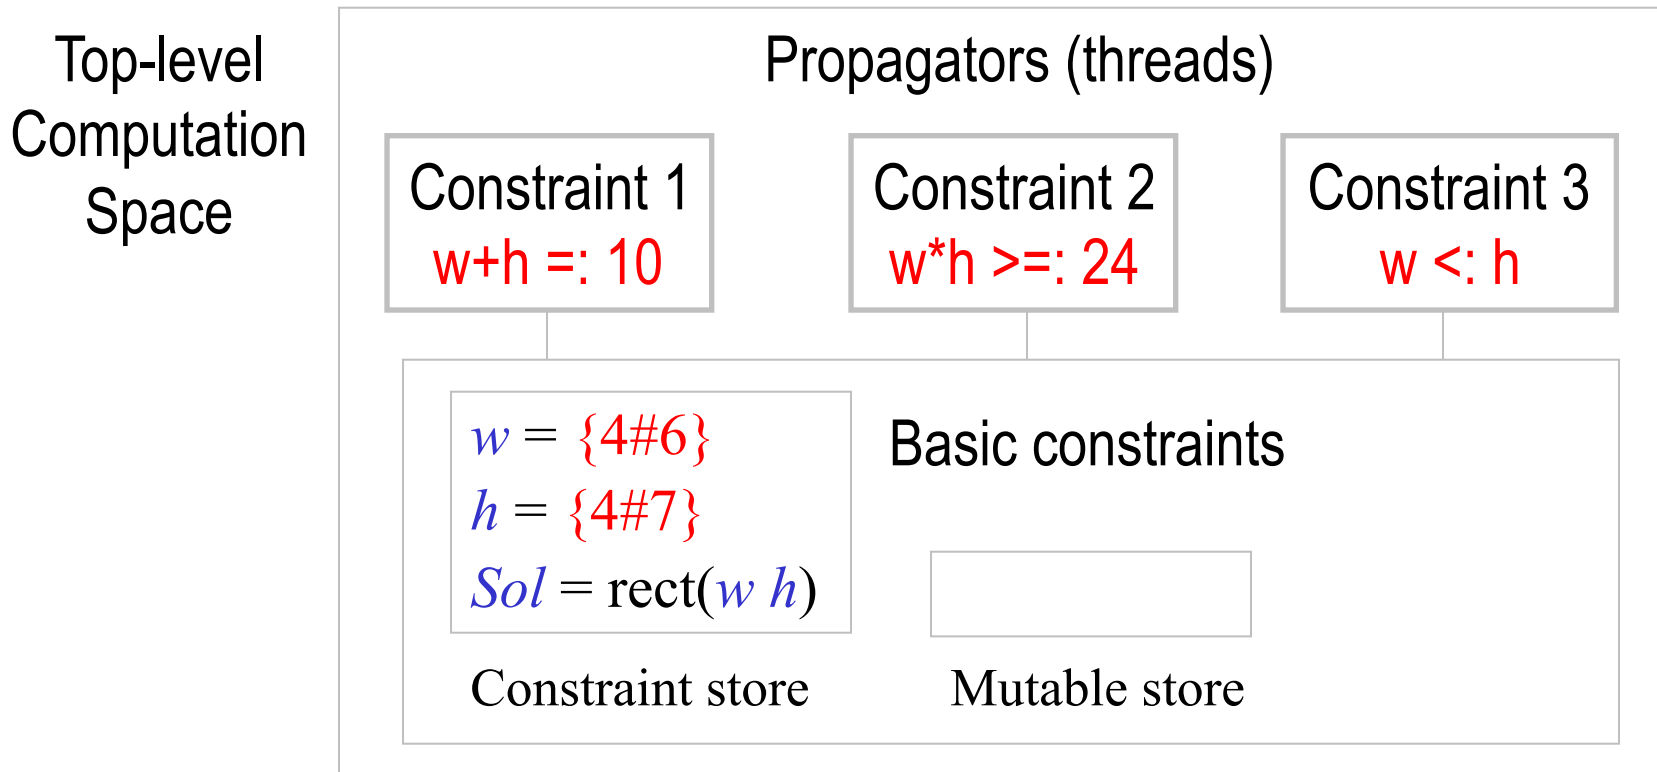 Top-level
Computation
Space
Propagators (threads)
Constraint 1
w+h =: 10
Constraint 2
w*h >=: 24
Constraint 3
w <: h
w = {4#6}
h = {4#7}
Sol = rect(w h)
Constraint store
Basic constraints
Mutable store